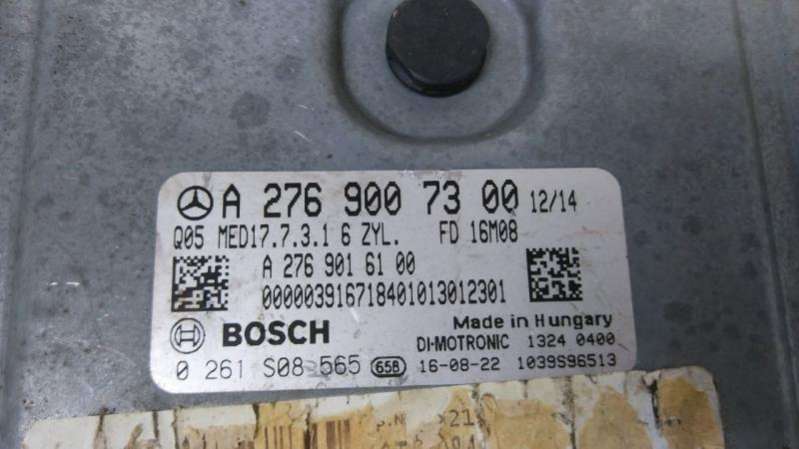 A 276 900 73 00 12/14
Q05 MED17.7.3.1 6 ZYL. FD 16M08
A 276 901 61 00
000003916718401013012301
BOSCH Made in Hungary
DI-MOTRONIC 1324 0400
0 261 S08 565 658 16-08-22 1039S96513